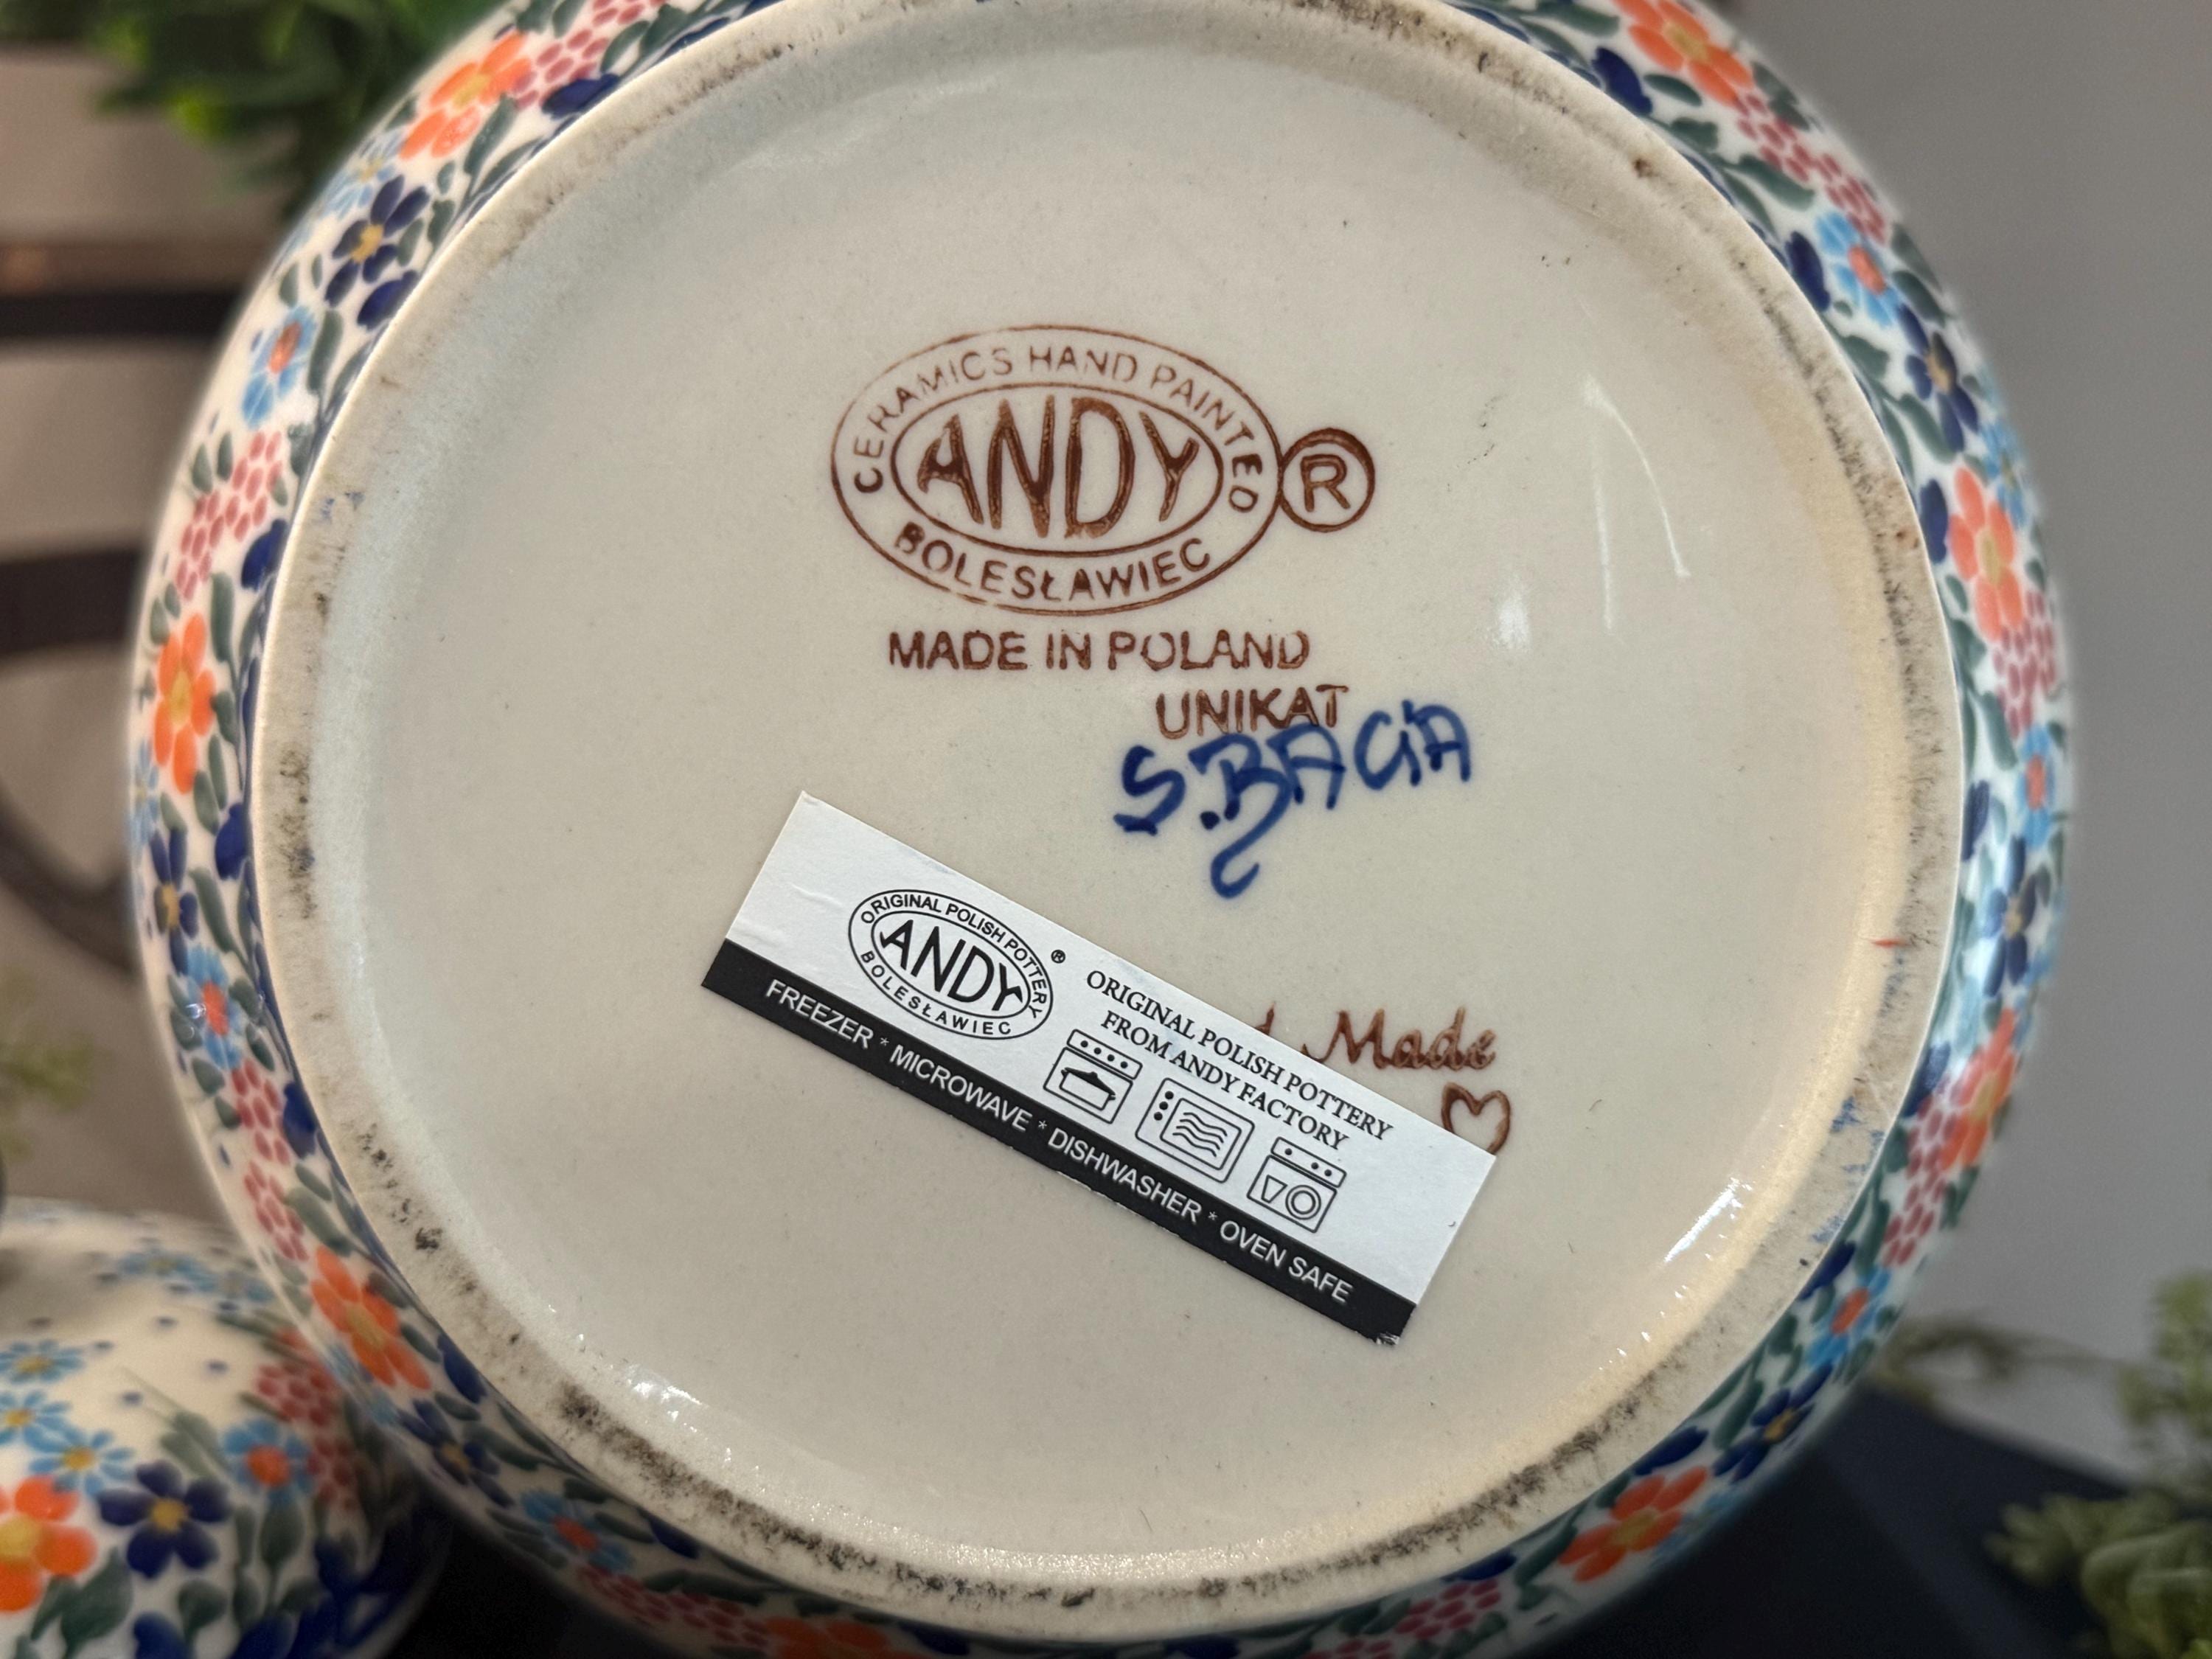 CERAMICS HAND PAINTED
ANDY
BOLESŁAWIEC
R
MADE IN POLAND
UNIKAT
Made
ORIGINAL POLISH POTTERY
ANDY ®
BOLESŁAWIEC
ORIGINAL POLISH POTTERY
FROM ANDY FACTORY
FREEZER * MICROWAVE * DISHWASHER * OVEN SAFE